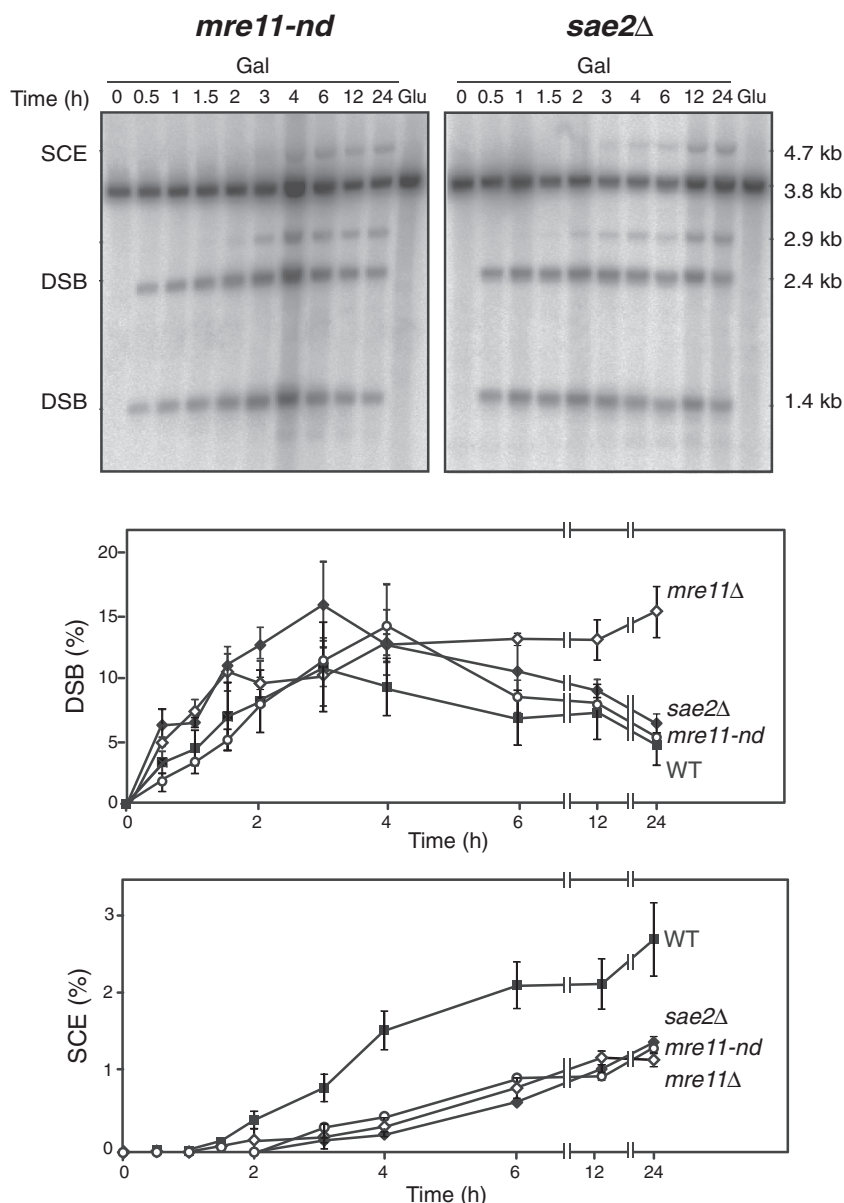 mre11-nd sae2Δ
Gal Gal
Time (h) 0 0.5 1 1.5 2 3 4 6 12 24 Glu 0 0.5 1 1.5 2 3 4 6 12 24 Glu
SCE 4.7 kb
3.8 kb
2.9 kb
DSB 2.4 kb
DSB 1.4 kb
20
15
10
5
0
DSB (%)
mre11Δ
sae2Δ
mre11-nd
WT
0 2 4 6 12 24
Time (h)
3
2
1
0
SCE (%)
WT
sae2Δ
mre11-nd
mre11Δ
0 2 4 6 12 24
Time (h)